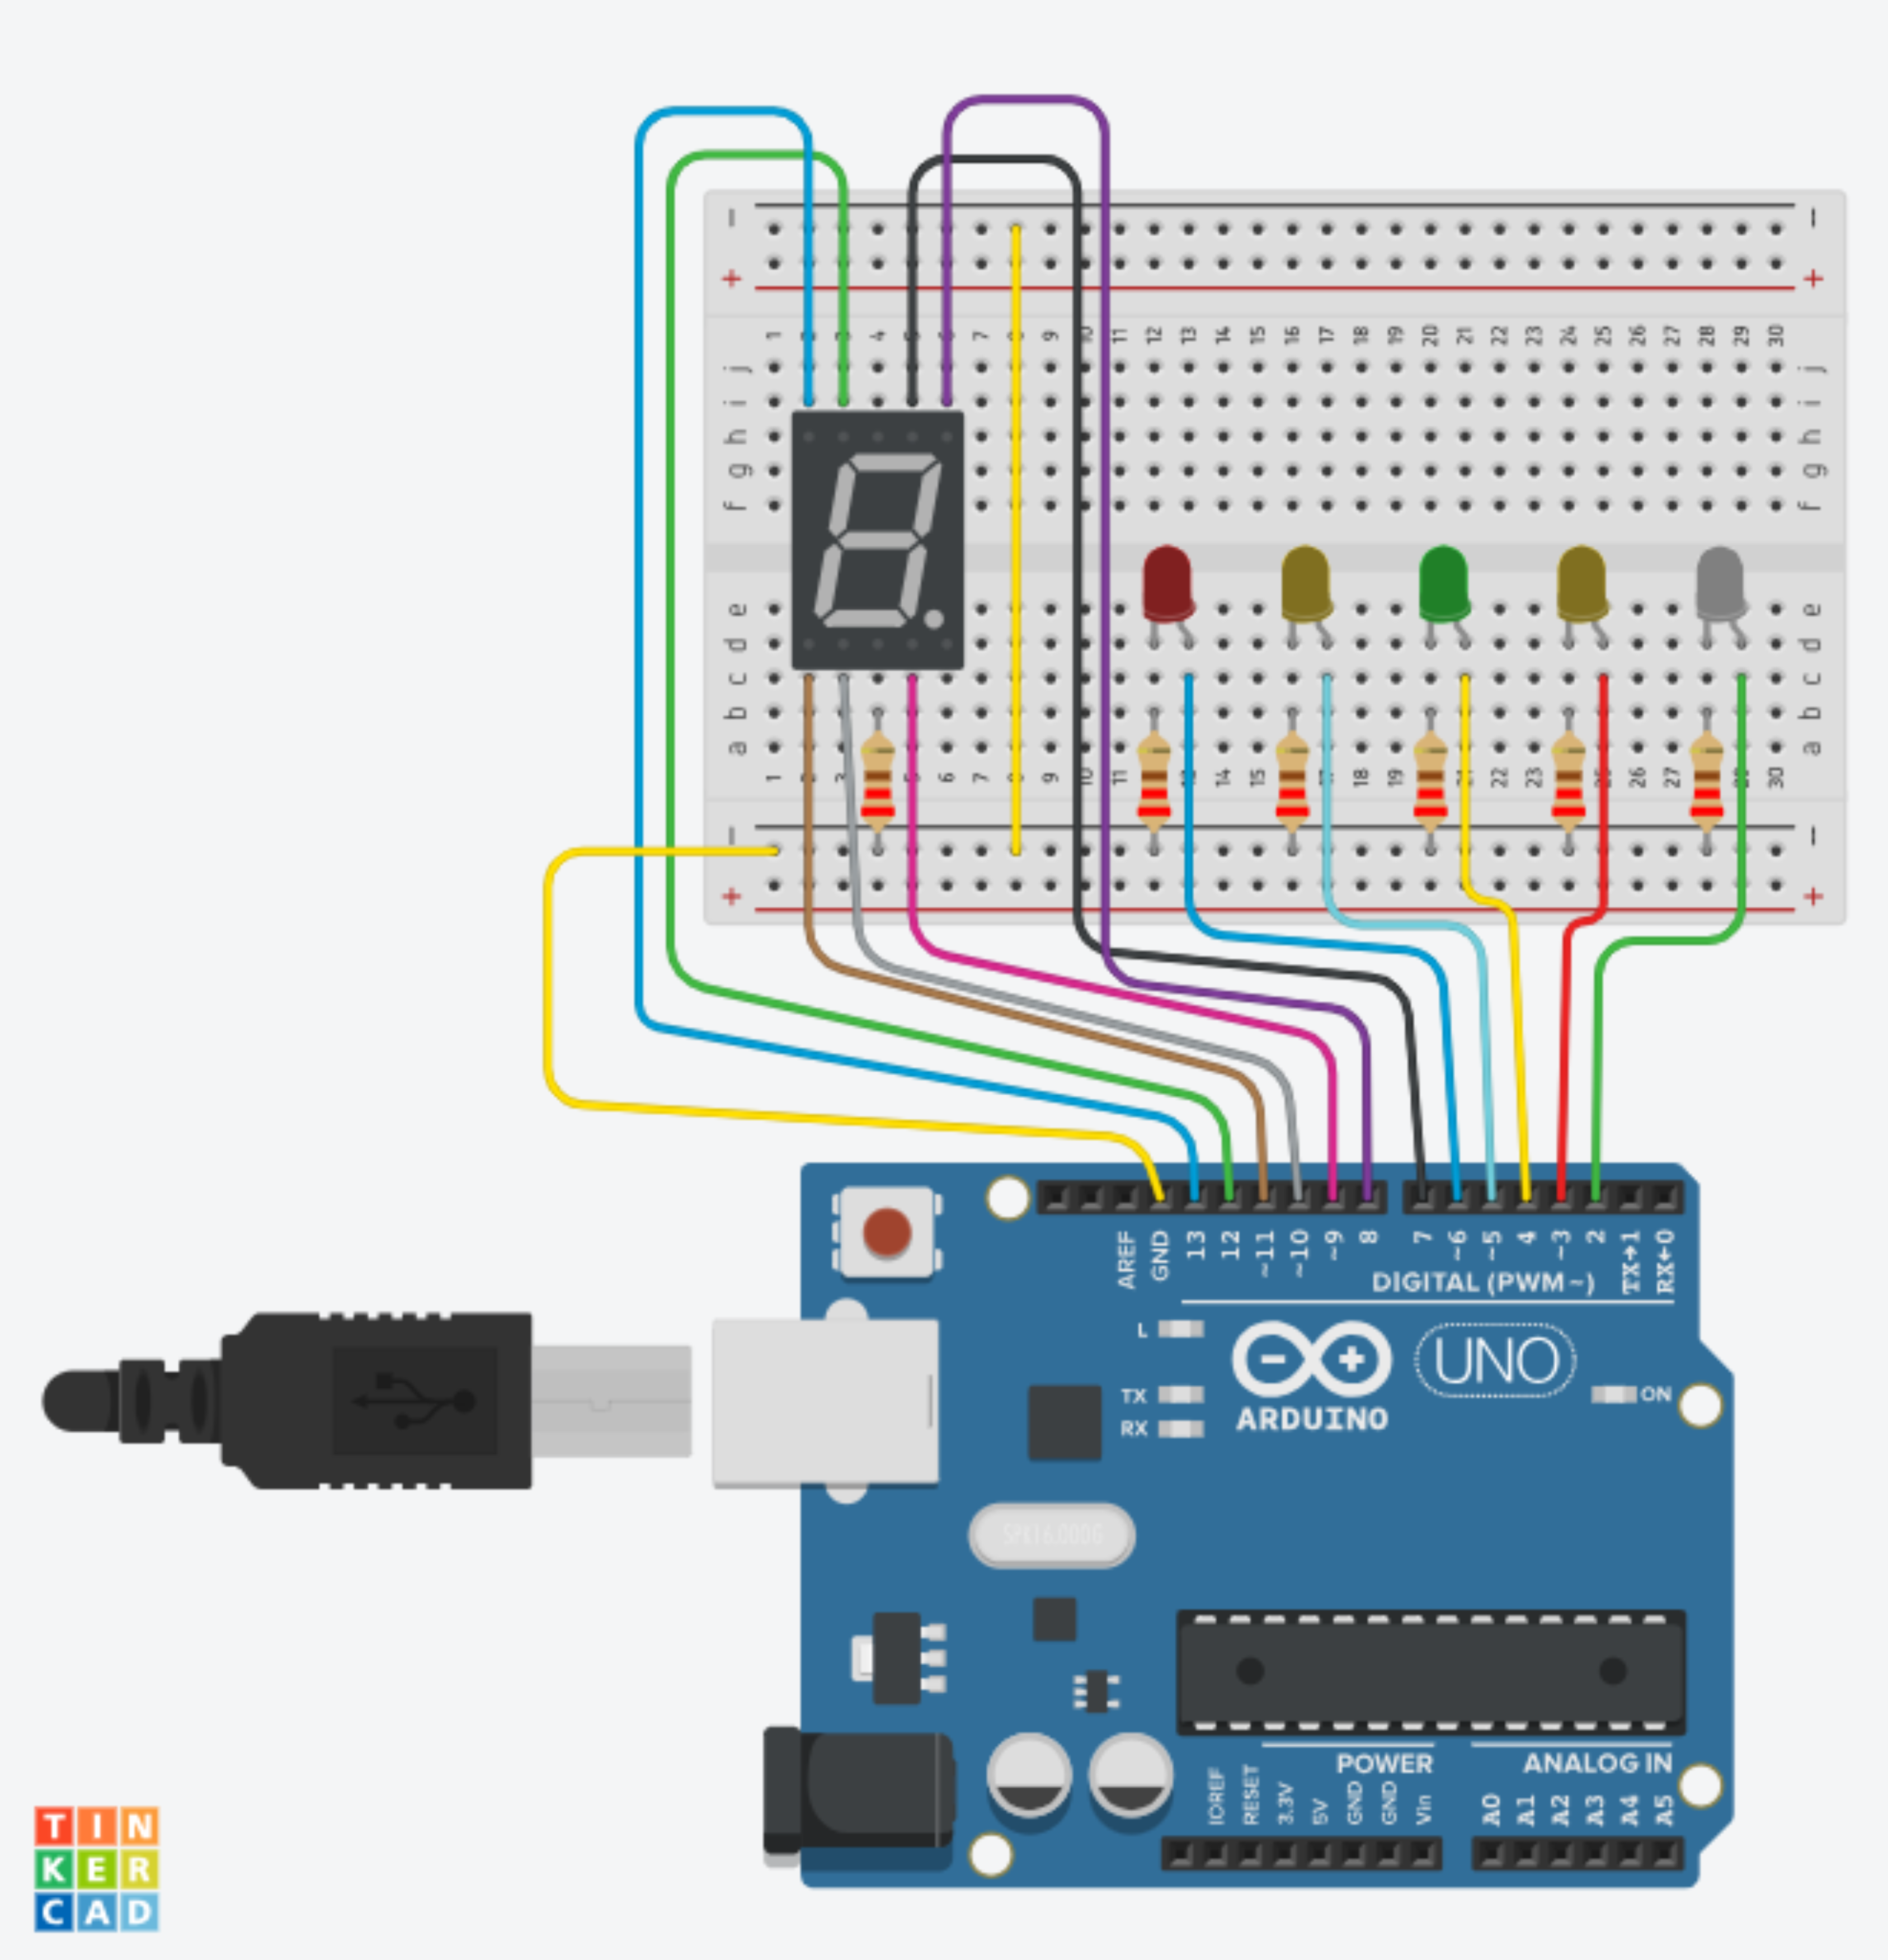 − −
+ +
1 2 3 4 5 6 7 8 9 10 11 12 13 14 15 16 17 18 19 20 21 22 23 24 25 26 27 28 29 30
j j
i i
h h
g g
f f
e e
d d
c c
b b
a a
1 2 3 4 5 6 7 8 9 10 11 12 13 14 15 16 17 18 19 20 21 22 23 24 25 26 27 28 29 30
− −
+ +
AREF GND 13 12 ~11 ~10 ~9 8 7 ~6 ~5 4 ~3 2 TX→1 RX←0
DIGITAL (PWM ~)
L
UNO
TX
ON
RX
ARDUINO
SPK16.000G
POWER ANALOG IN
IOREF RESET 3.3V 5V GND GND Vin A0 A1 A2 A3 A4 A5
TIN
KER
CAD